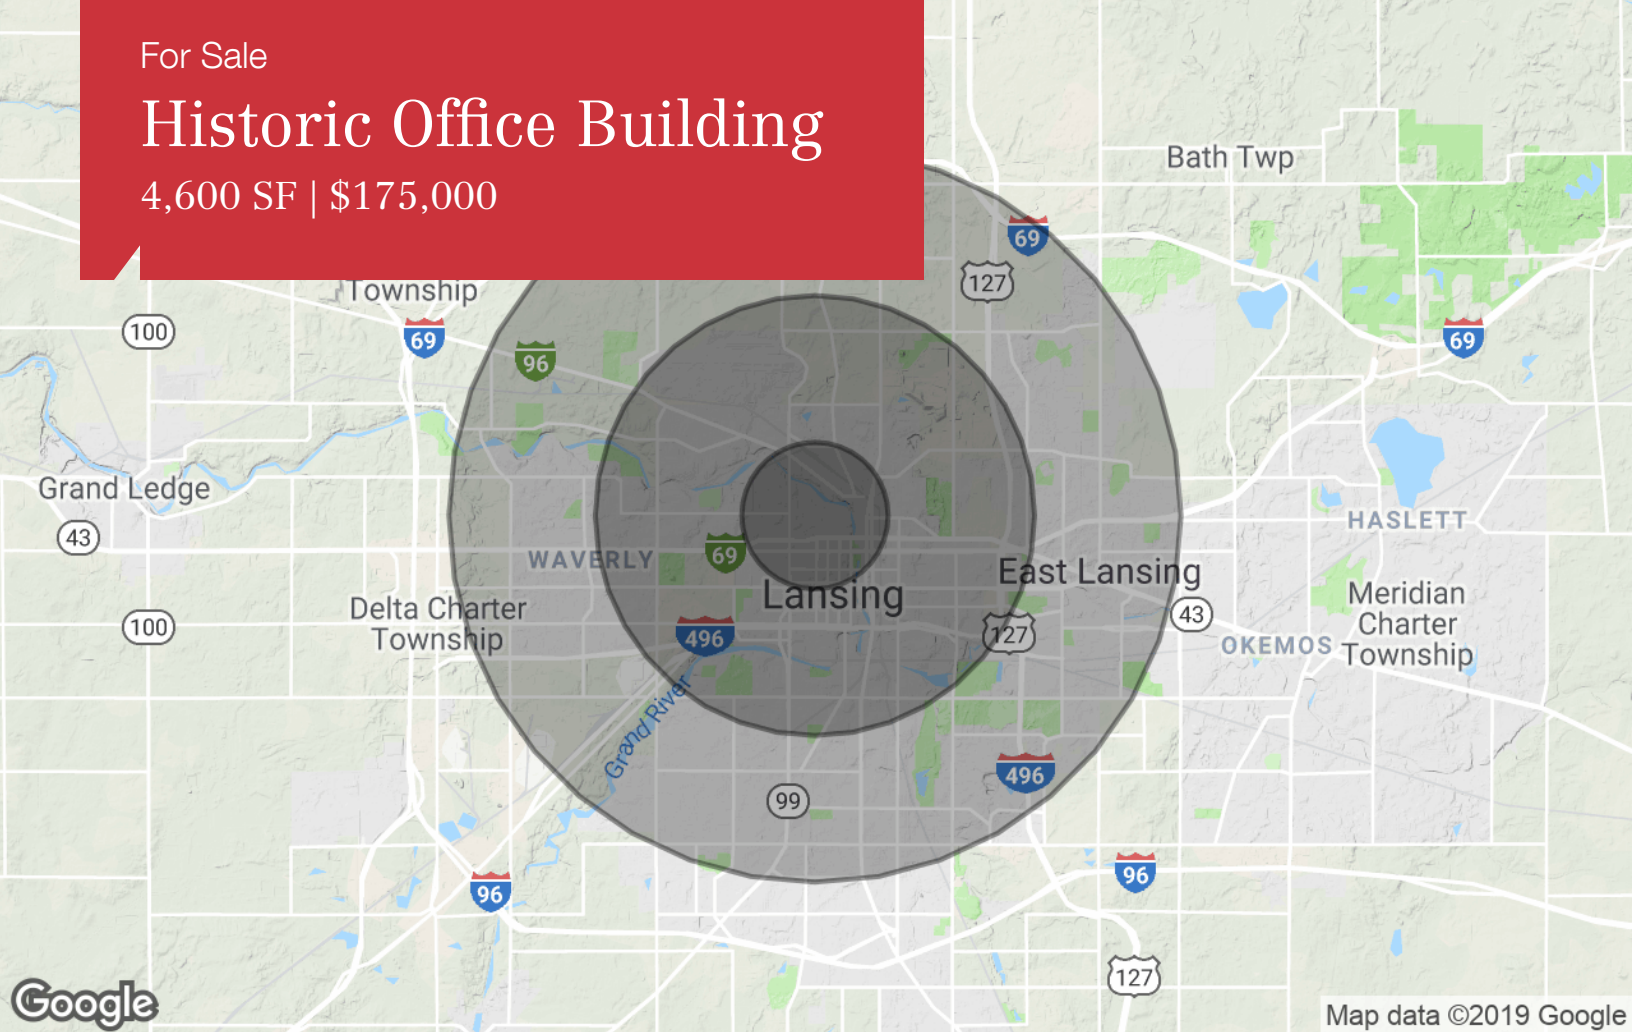 For Sale
Historic Office Building
4,600 SF | $175,000
Bath Twp
69
127
Township
100
69
96
69
Grand Ledge
43
HASLETT
WAVERLY
69
East Lansing
Lansing
Delta Charter
Township
100
496
127
43
Meridian
Charter
Township
OKEMOS
Grand River
496
99
96
96
127
Google
Map data ©2019 Google